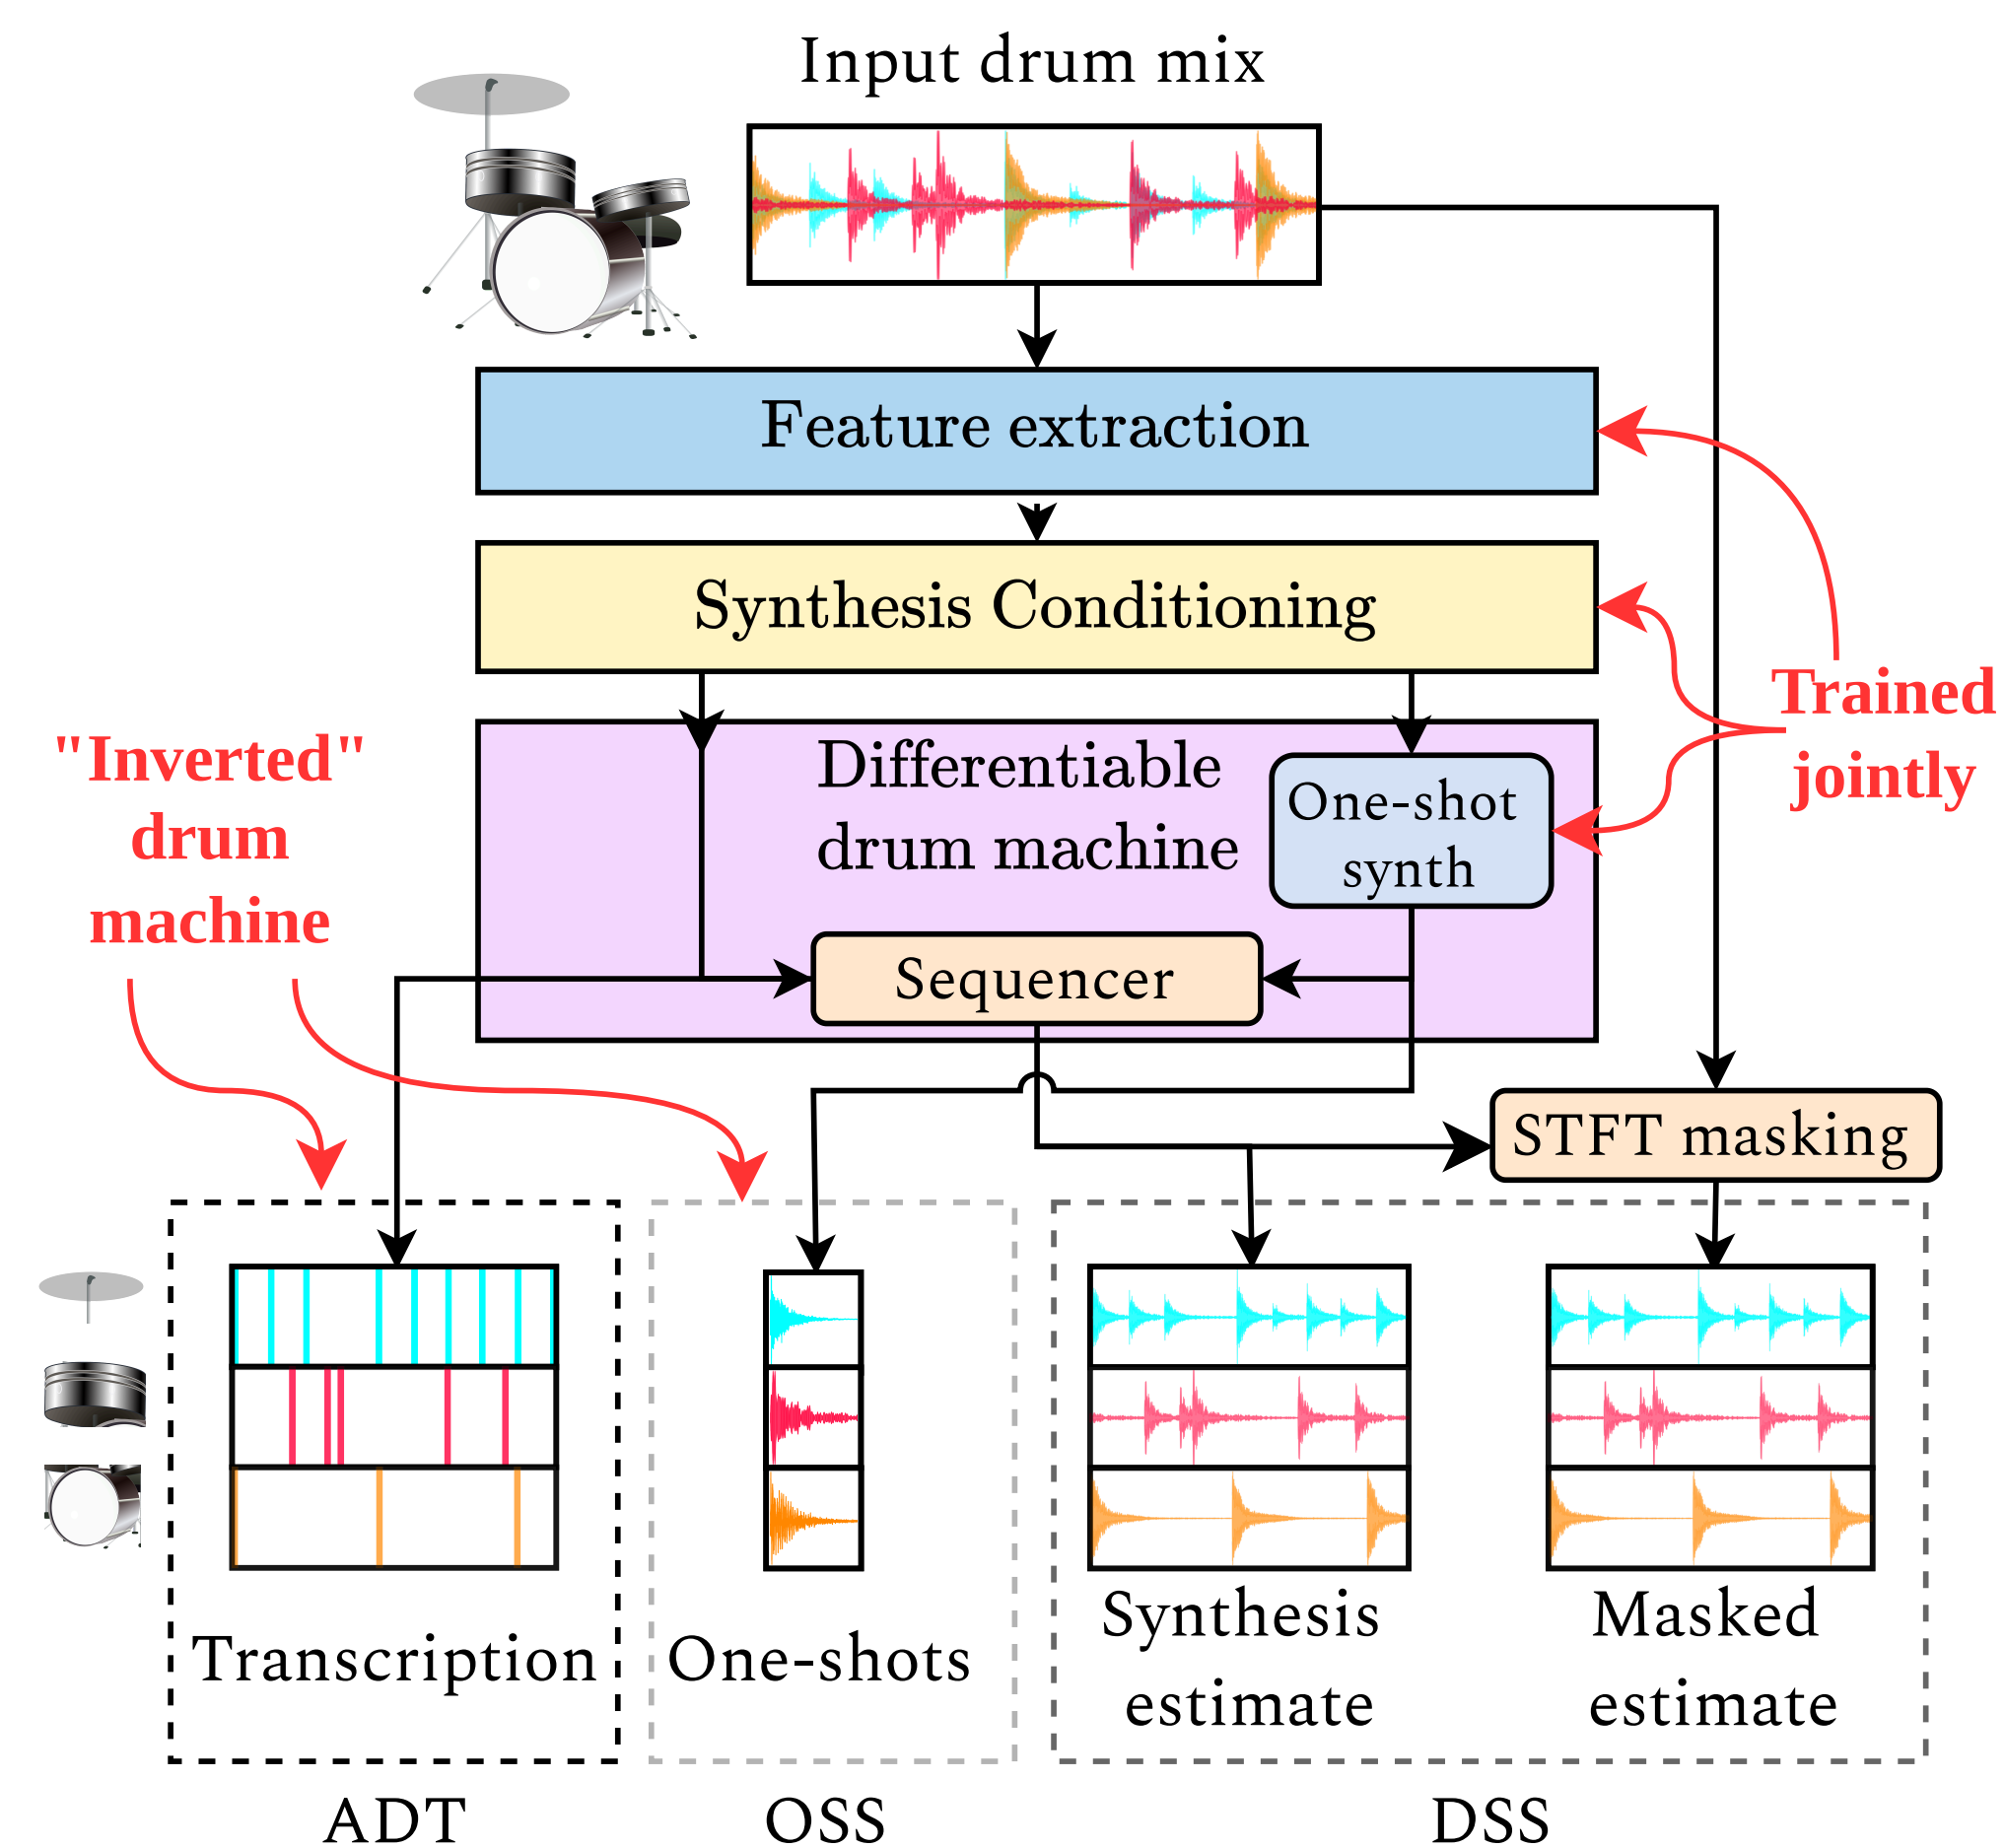 Input drum mix
Feature extraction
Synthesis Conditioning
Trained
jointly
"Inverted"
drum
machine
Differentiable
drum machine
One-shot
synth
Sequencer
STFT masking
Transcription
One-shots
Synthesis
estimate
Masked
estimate
ADT
OSS
DSS